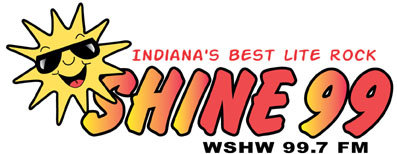 INDIANA'S BEST LITE ROCK
SHINE 99
WSHW 99.7 FM